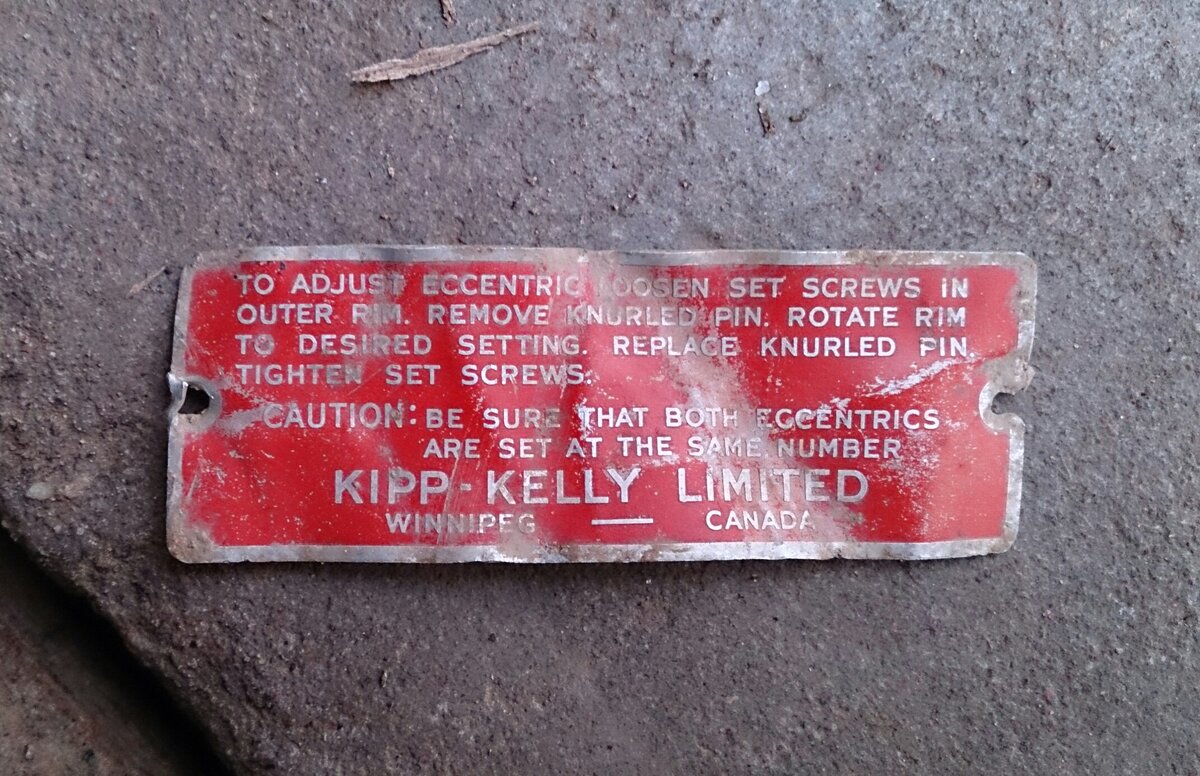 TO ADJUST ECCENTRIC LOOSEN SET SCREWS IN
OUTER RIM. REMOVE KNURLED PIN. ROTATE RIM
TO DESIRED SETTING. REPLACE KNURLED PIN
TIGHTEN SET SCREWS.
CAUTION: BE SURE THAT BOTH ECCENTRICS
ARE SET AT THE SAME NUMBER
KIPP-KELLY LIMITED
WINNIPEG — CANADA